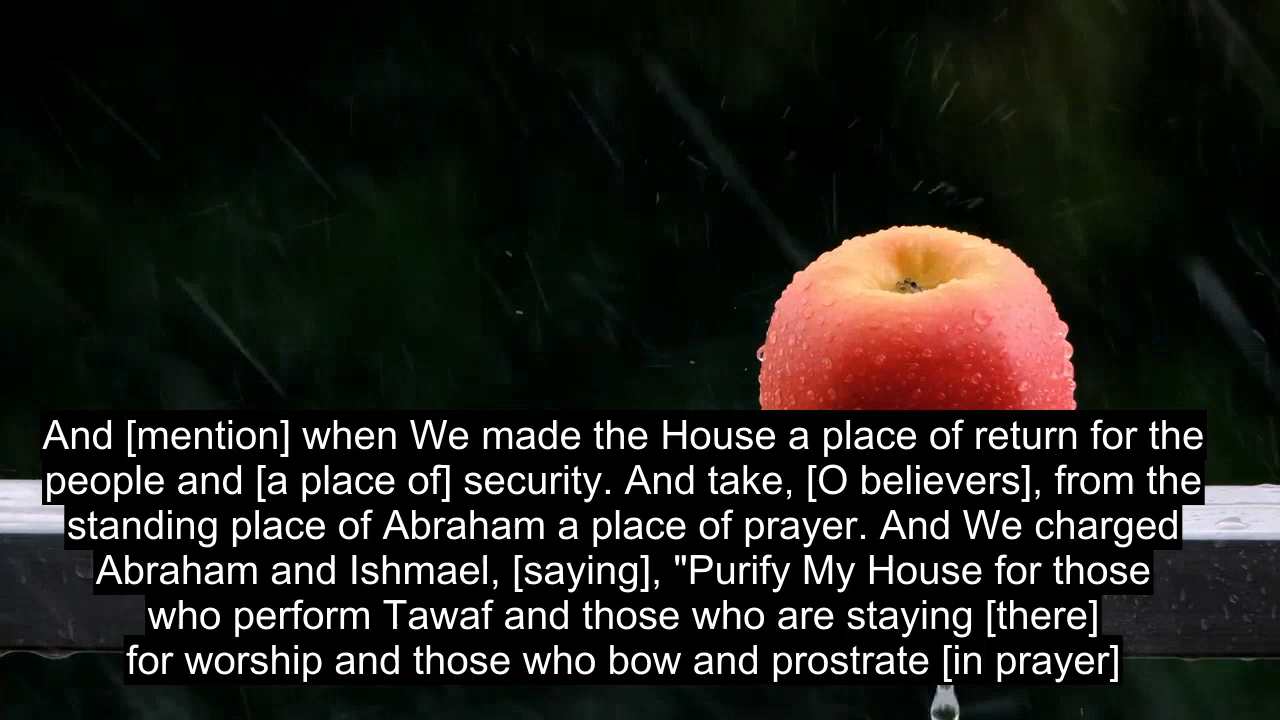 And [mention] when We made the House a place of return for the
people and [a place of] security. And take, [O believers], from the
standing place of Abraham a place of prayer. And We charged
Abraham and Ishmael, [saying], "Purify My House for those
who perform Tawaf and those who are staying [there]
for worship and those who bow and prostrate [in prayer]